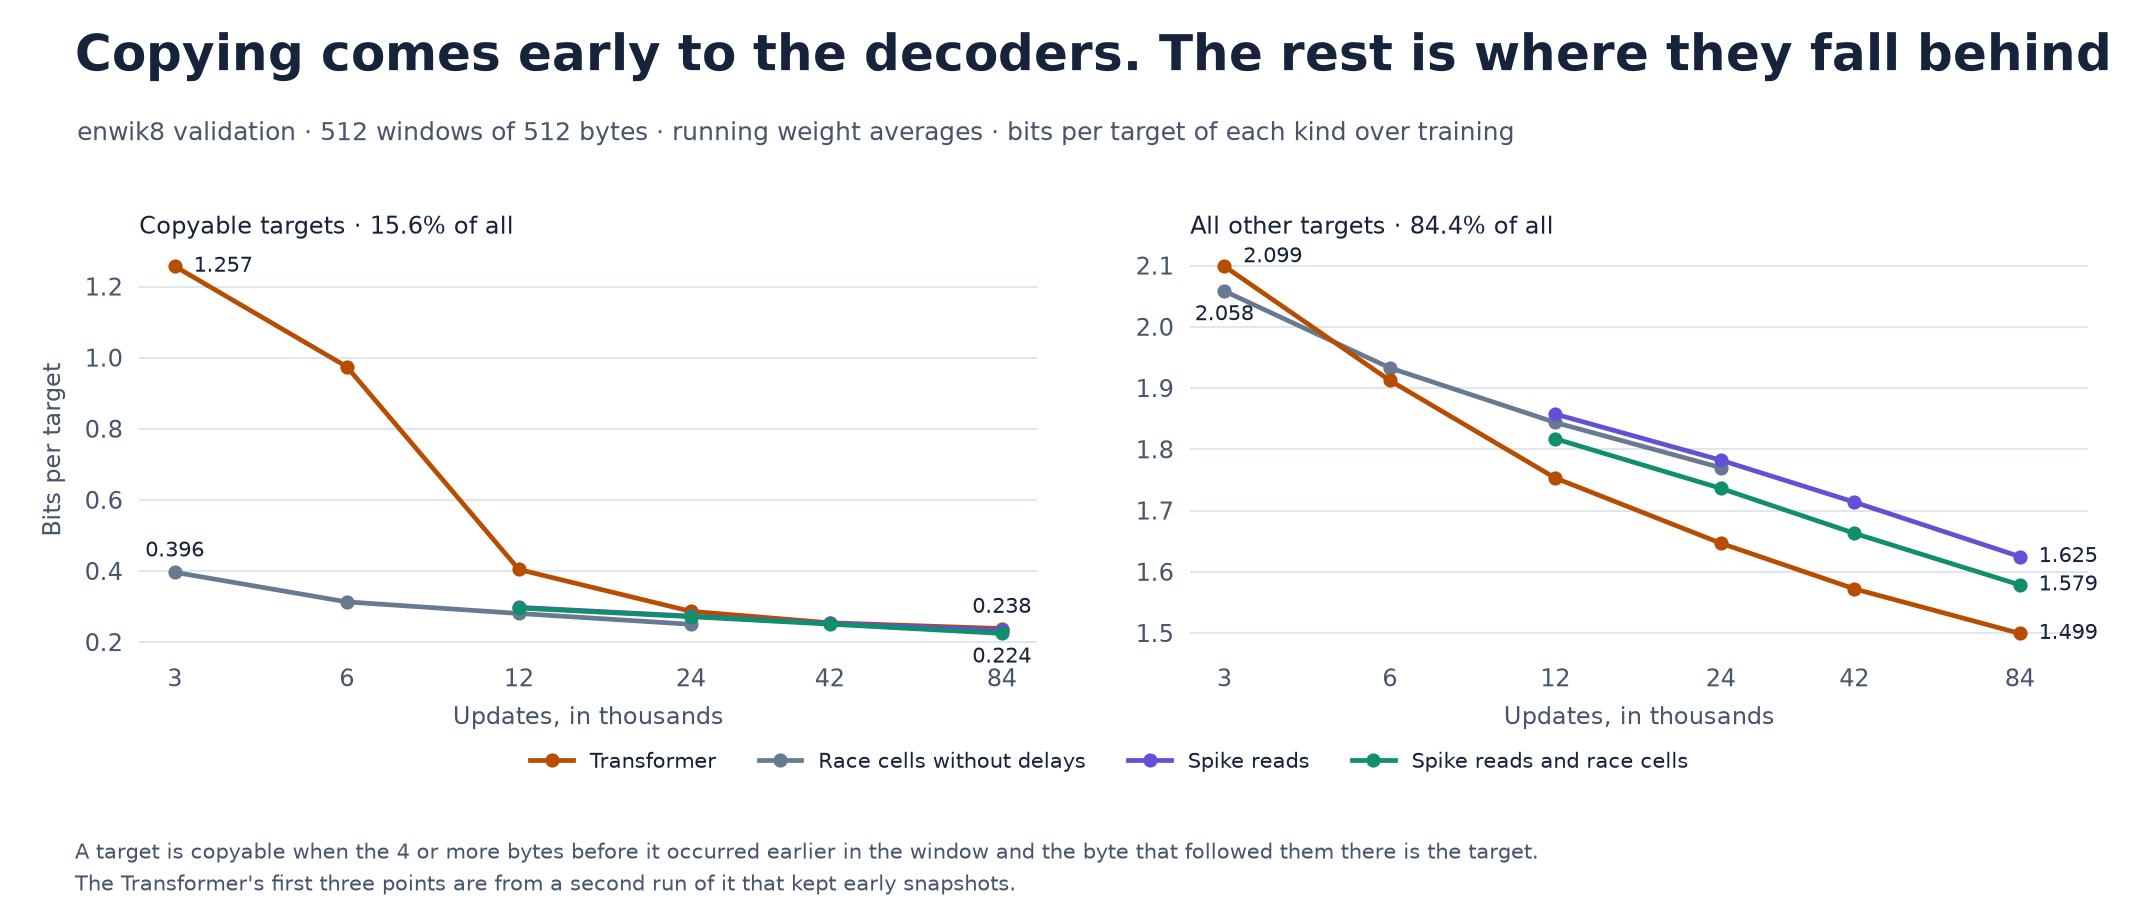 Copying comes early to the decoders. The rest is where they fall behind
enwik8 validation · 512 windows of 512 bytes · running weight averages · bits per target of each kind over training
Copyable targets · 15.6% of all
Bits per target
1.2
1.0
0.8
0.6
0.4
0.2
1.257
0.396
0.238
0.224
3 6 12 24 42 84
Updates, in thousands
All other targets · 84.4% of all
2.1
2.0
1.9
1.8
1.7
1.6
1.5
2.099
2.058
1.625
1.579
1.499
3 6 12 24 42 84
Updates, in thousands
Transformer Race cells without delays Spike reads Spike reads and race cells
A target is copyable when the 4 or more bytes before it occurred earlier in the window and the byte that followed them there is the target.
The Transformer's first three points are from a second run of it that kept early snapshots.